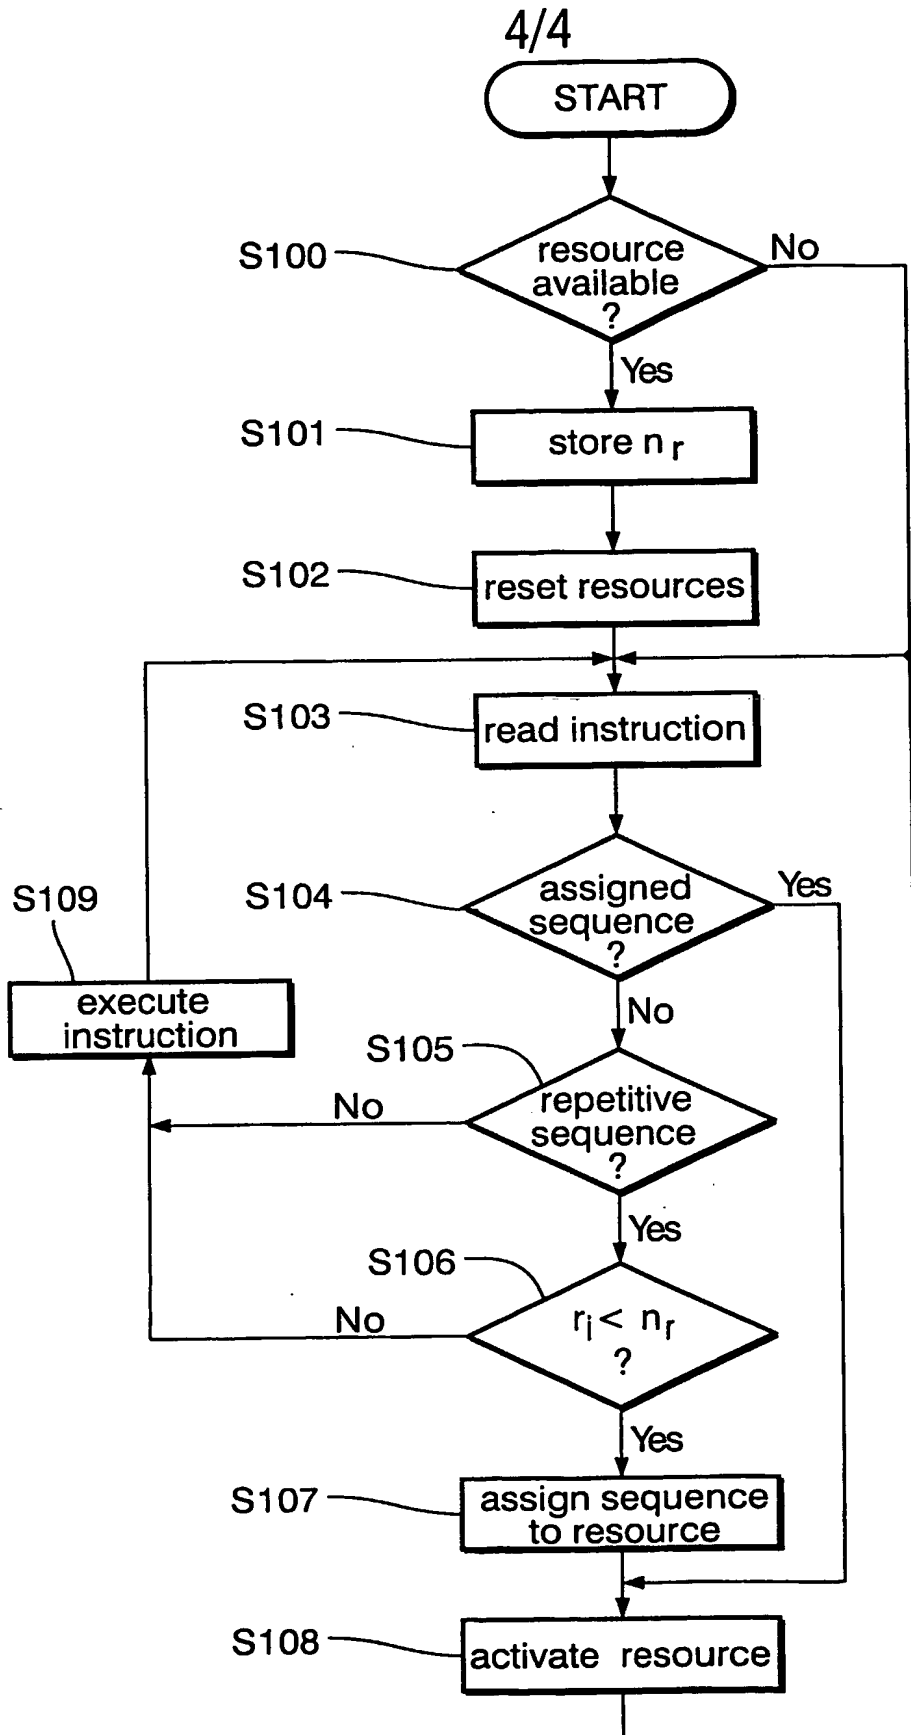 4/4
START
S100
resource
available
?
No
Yes
S101
store n r
S102
reset resources
S103
read instruction
S104
assigned
sequence
?
Yes
No
S109
execute
instruction
S105
repetitive
sequence
?
No
Yes
S106
ri < nr
?
No
Yes
S107
assign sequence
to resource
S108
activate resource